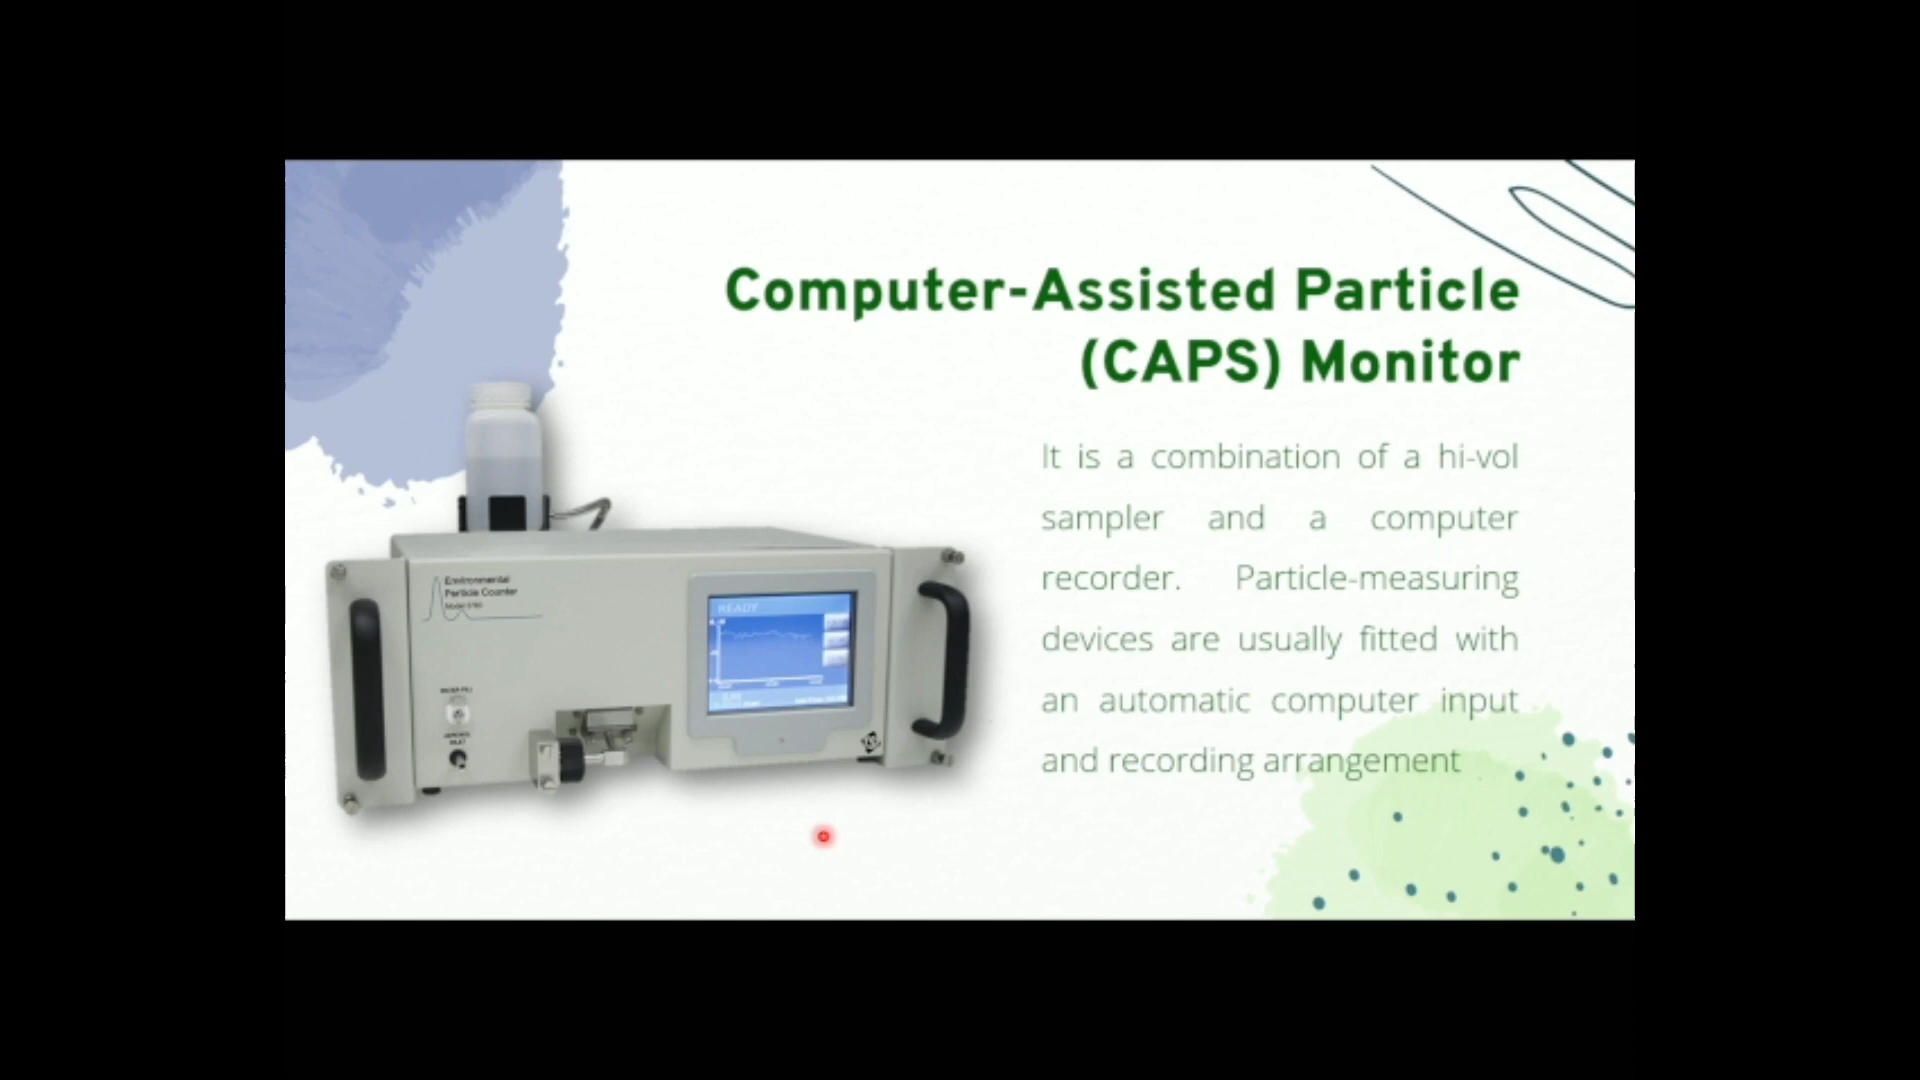 Computer-Assisted Particle
(CAPS) Monitor
It is a combination of a hi-vol
sampler and a computer
recorder. Particle-measuring
devices are usually fitted with
an automatic computer input
and recording arrangement
Environmental
Particle Counter
READY